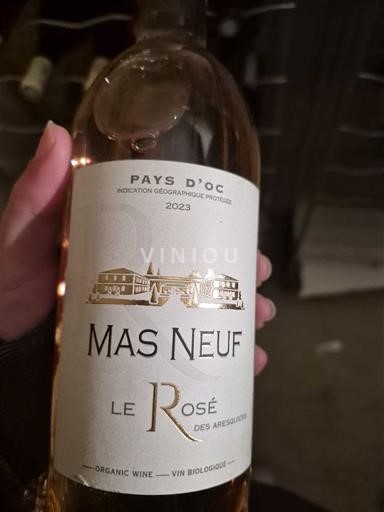 PAYS D'OC
INDICATION GÉOGRAPHIQUE PROTÉGÉE
2023
VINIOU
MAS NEUF
LE ROSÉ
DES ARESQUIERS
ORGANIC WINE — VIN BIOLOGIQUE